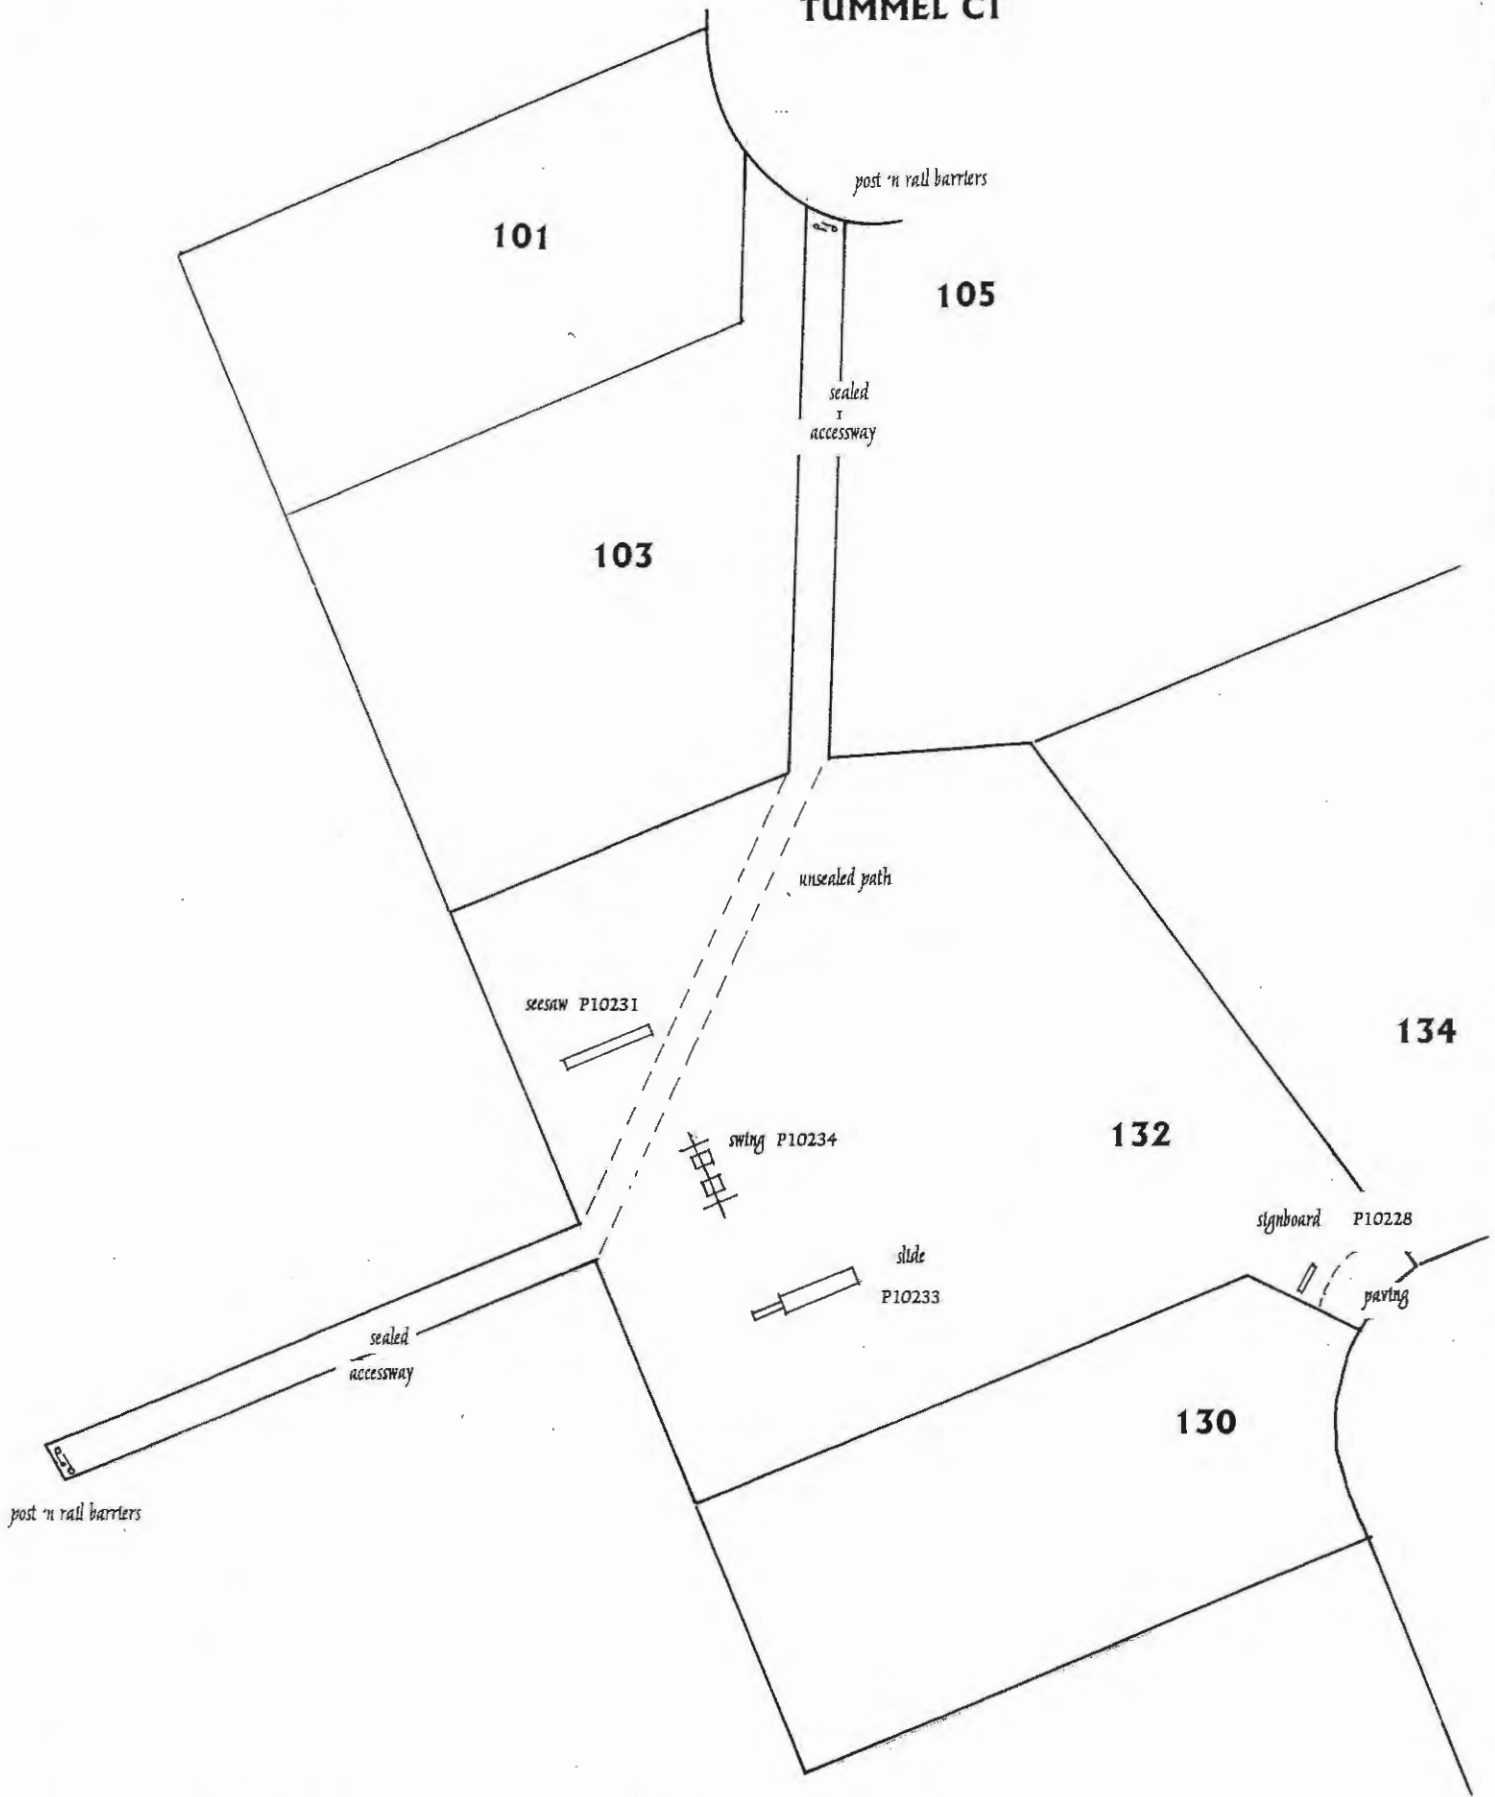 TUMMEL CT
post 'n rail barriers
101
105
sealed
accessway
103
unsealed path
seesaw P10231
134
swing P10234
132
signboard P10228
slide
P10233
paving
sealed
accessway
130
post 'n rail barriers